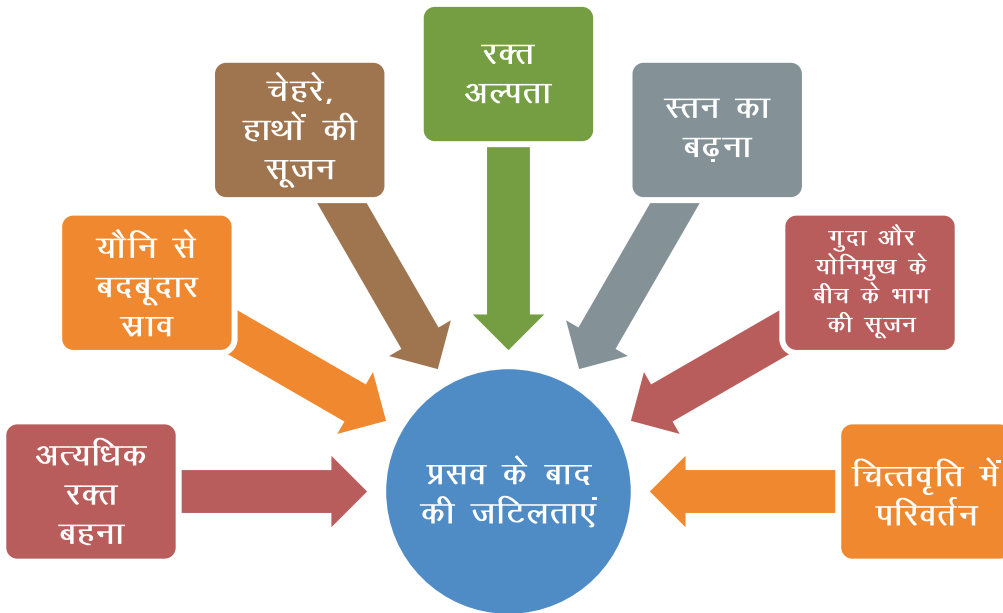 रक्त
अल्पता
चेहरे,
हाथों की
सूजन
स्तन का
बढ़ना
यौनि से
बदबूदार
स्राव
गुदा और
योनिमुख के
बीच के भाग
की सूजन
अत्यधिक
रक्त
बहना
प्रसव के बाद
की जटिलताएं
चित्तवृति में
परिवर्तन